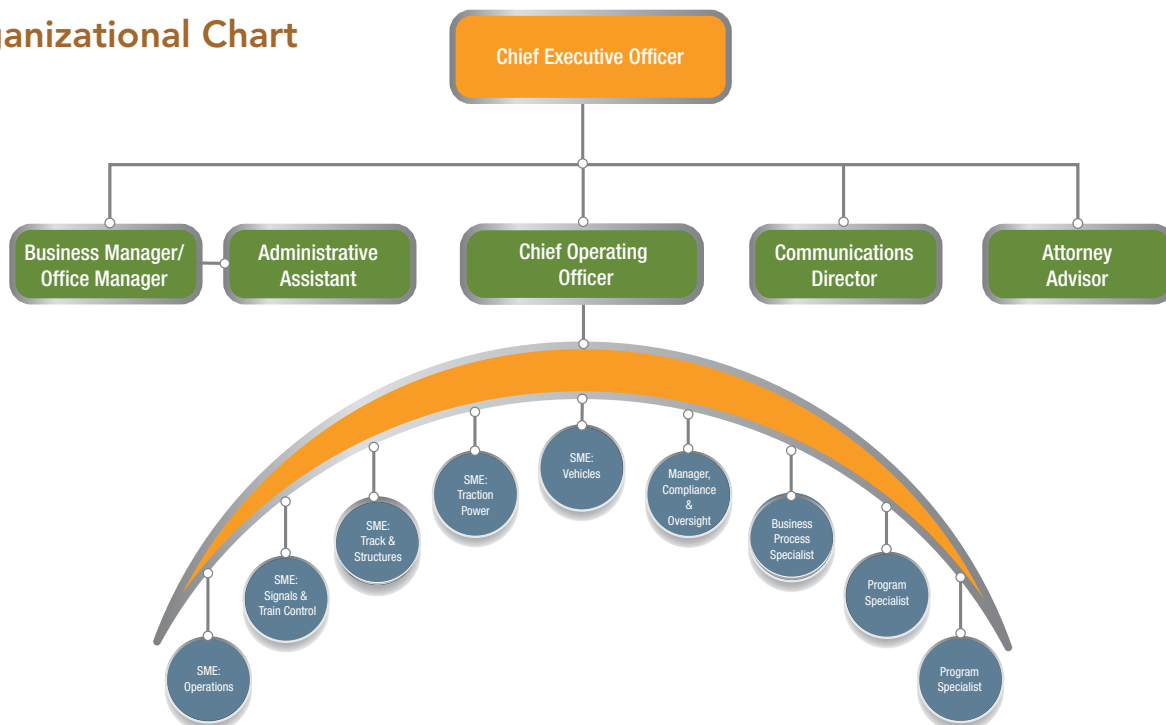 ganizational Chart
Chief Executive Officer
Business Manager/
Office Manager
Administrative
Assistant
Chief Operating
Officer
Communications
Director
Attorney
Advisor
SME:
Operations
SME:
Signals &
Train Control
SME:
Track &
Structures
SME:
Traction
Power
SME:
Vehicles
Manager,
Compliance
&
Oversight
Business
Process
Specialist
Program
Specialist
Program
Specialist